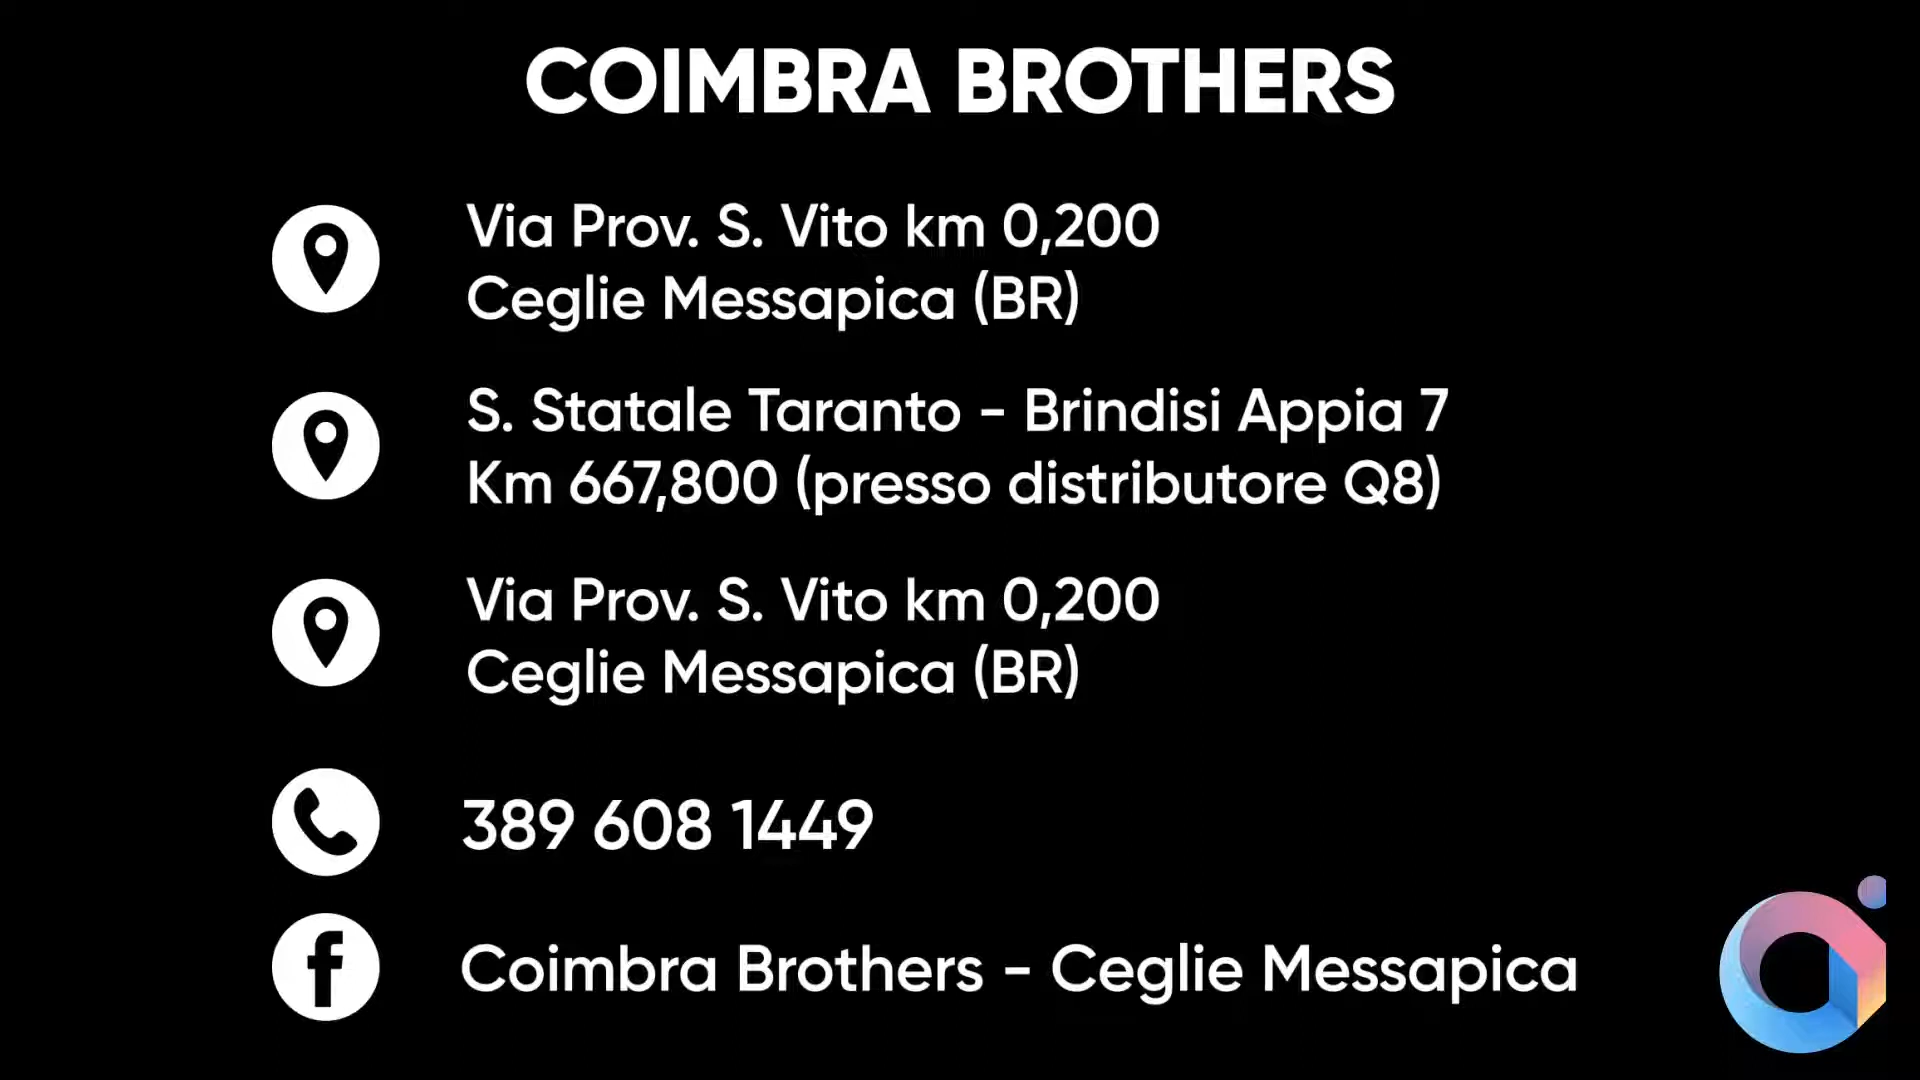 COIMBRA BROTHERS
Via Prov. S. Vito km 0,200
Ceglie Messapica (BR)
S. Statale Taranto - Brindisi Appia 7
Km 667,800 (presso distributore Q8)
Via Prov. S. Vito km 0,200
Ceglie Messapica (BR)
389 608 1449
Coimbra Brothers - Ceglie Messapica